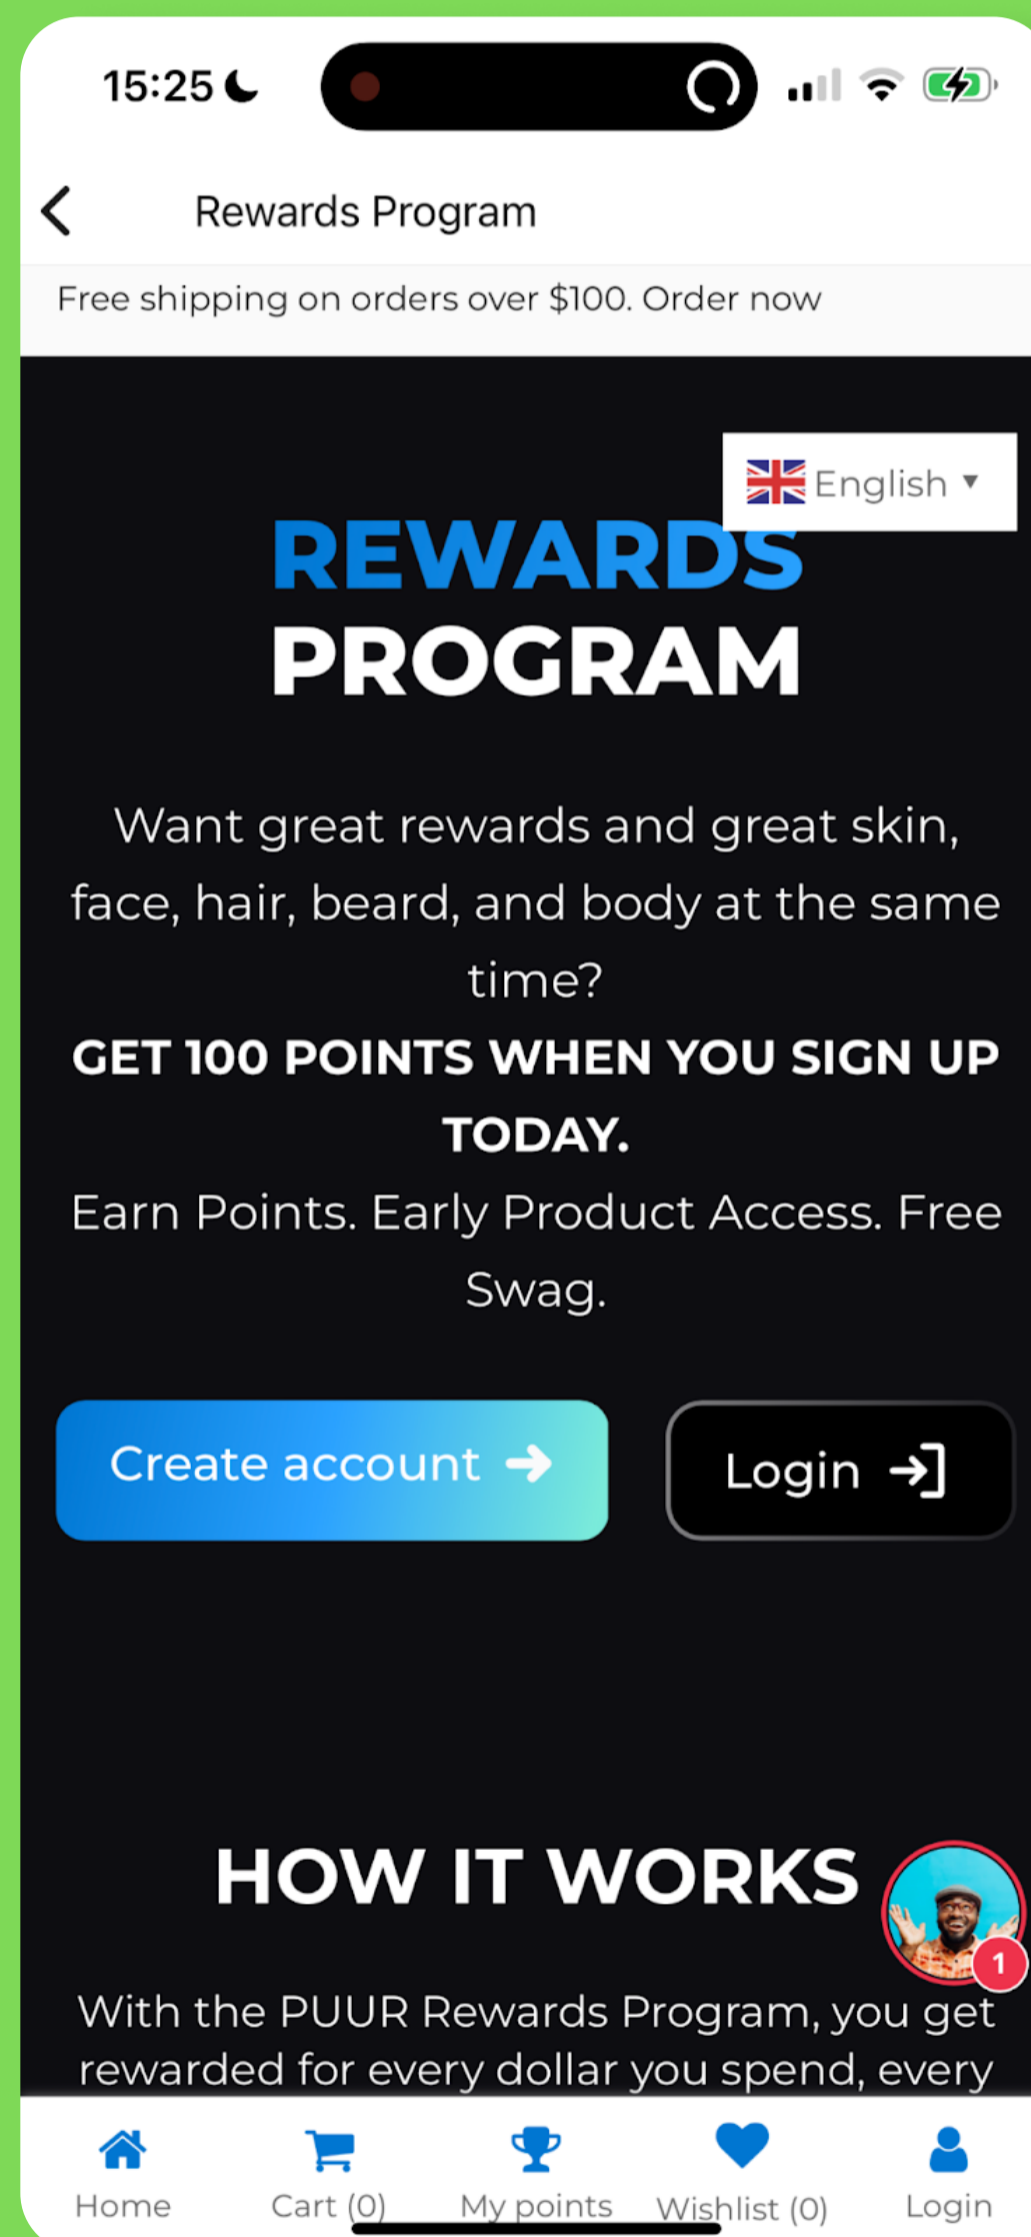 15:25
Rewards Program
Free shipping on orders over $100. Order now
English
REWARDS
PROGRAM
Want great rewards and great skin,
face, hair, beard, and body at the same
time?
GET 100 POINTS WHEN YOU SIGN UP
TODAY.
Earn Points. Early Product Access. Free
Swag.
Create account
Login
HOW IT WORKS
1
With the PUUR Rewards Program, you get
rewarded for every dollar you spend, every
Home
Cart (0)
My points
Wishlist (0)
Login